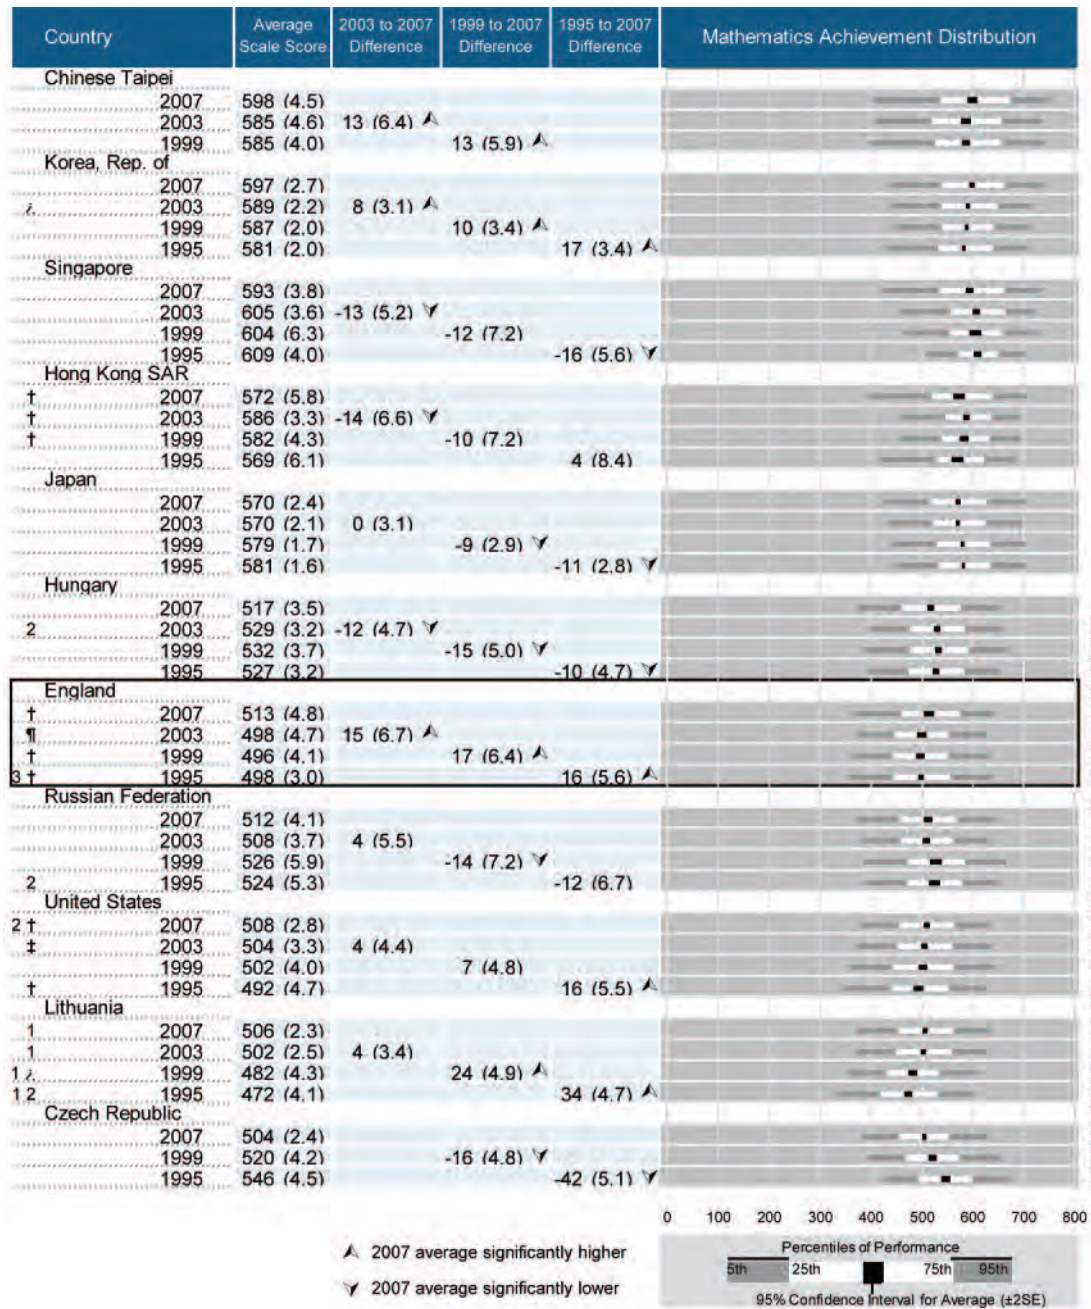 Country Average Scale Score 2003 to 2007 Difference 1999 to 2007 Difference 1995 to 2007 Difference Mathematics Achievement Distribution
Chinese Taipei
2007 598 (4.5)
2003 585 (4.6) 13 (6.4)
1999 585 (4.0) 13 (5.9)
Korea, Rep. of
2007 597 (2.7)
¿ 2003 589 (2.2) 8 (3.1)
1999 587 (2.0) 10 (3.4)
1995 581 (2.0) 17 (3.4)
Singapore
2007 593 (3.8)
2003 605 (3.6) -13 (5.2)
1999 604 (6.3) -12 (7.2)
1995 609 (4.0) -16 (5.6)
Hong Kong SAR
† 2007 572 (5.8)
† 2003 586 (3.3) -14 (6.6)
† 1999 582 (4.3) -10 (7.2)
1995 569 (6.1) 4 (8.4)
Japan
2007 570 (2.4)
2003 570 (2.1) 0 (3.1)
1999 579 (1.7) -9 (2.9)
1995 581 (1.6) -11 (2.8)
Hungary
2007 517 (3.5)
2 2003 529 (3.2) -12 (4.7)
1999 532 (3.7) -15 (5.0)
1995 527 (3.2) -10 (4.7)
England
† 2007 513 (4.8)
¶ 2003 498 (4.7) 15 (6.7)
† 1999 496 (4.1) 17 (6.4)
3 † 1995 498 (3.0) 16 (5.6)
Russian Federation
2007 512 (4.1)
2003 508 (3.7) 4 (5.5)
1999 526 (5.9) -14 (7.2)
2 1995 524 (5.3) -12 (6.7)
United States
2 † 2007 508 (2.8)
‡ 2003 504 (3.3) 4 (4.4)
1999 502 (4.0) 7 (4.8)
† 1995 492 (4.7) 16 (5.5)
Lithuania
1 2007 506 (2.3)
1 2003 502 (2.5) 4 (3.4)
1 ¿ 1999 482 (4.3) 24 (4.9)
1 2 1995 472 (4.1) 34 (4.7)
Czech Republic
2007 504 (2.4)
1999 520 (4.2) -16 (4.8)
1995 546 (4.5) -42 (5.1)
0 100 200 300 400 500 600 700 800
2007 average significantly higher
2007 average significantly lower
Percentiles of Performance
5th 25th 75th 95th
95% Confidence Interval for Average (±2SE)